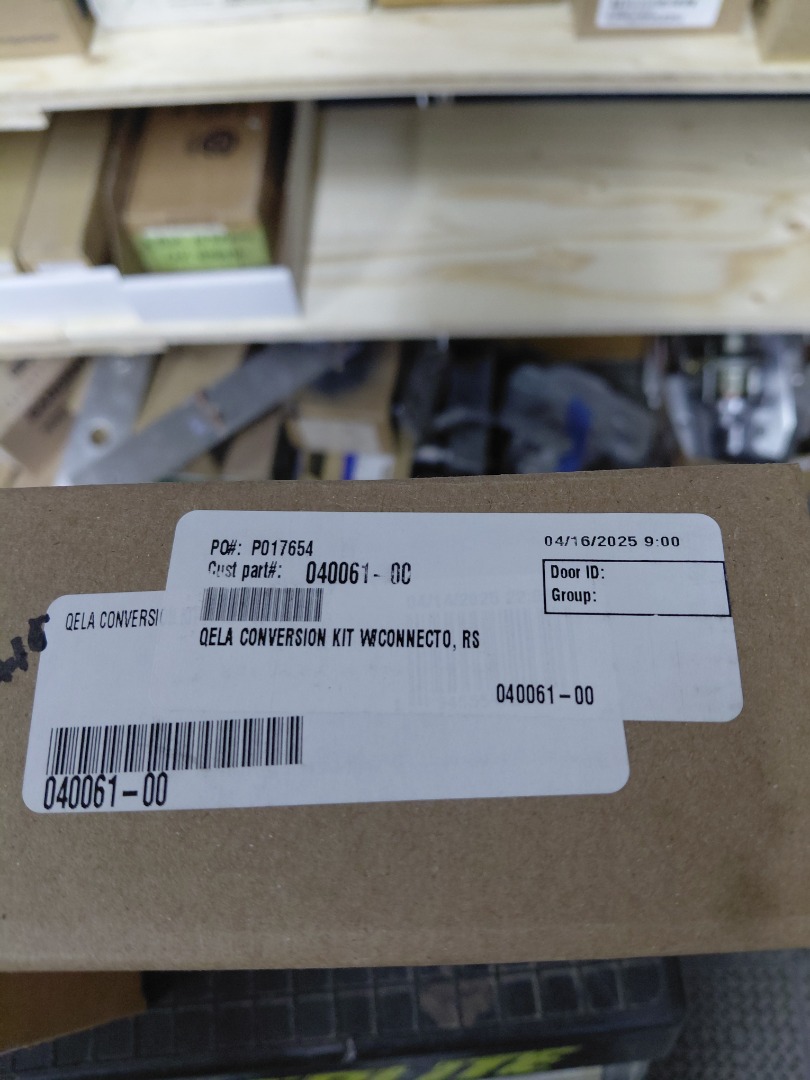 PO#: P017654
04/16/2025 9:00
Cust part#: 040061-00
Door ID:
Group:
QELA CONVERSI
QELA CONVERSION KIT W/CONNECTO, RS
040061-00
040061-00